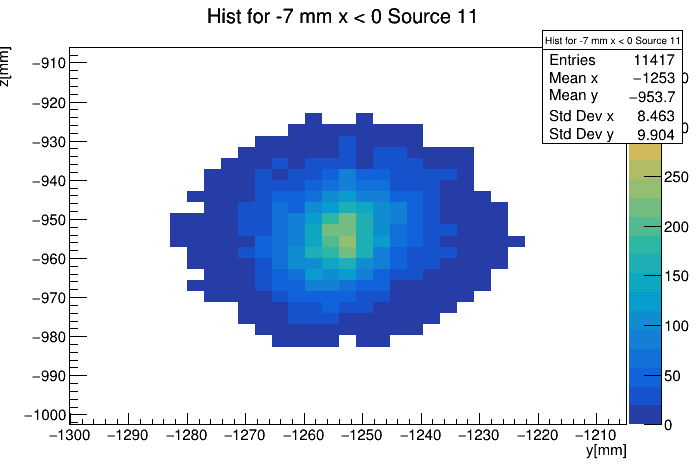 Hist for -7 mm x < 0 Source 11
z[mm]
Hist for -7 mm x < 0 Source 11
Entries 11417
Mean x −1253
Mean y −953.7
Std Dev x 8.463
Std Dev y 9.904
−910
−920
−930
−940
−950
−960
−970
−980
−990
−1000
250
200
150
100
50
0
−1300 −1290 −1280 −1270 −1260 −1250 −1240 −1230 −1220 −1210
y[mm]